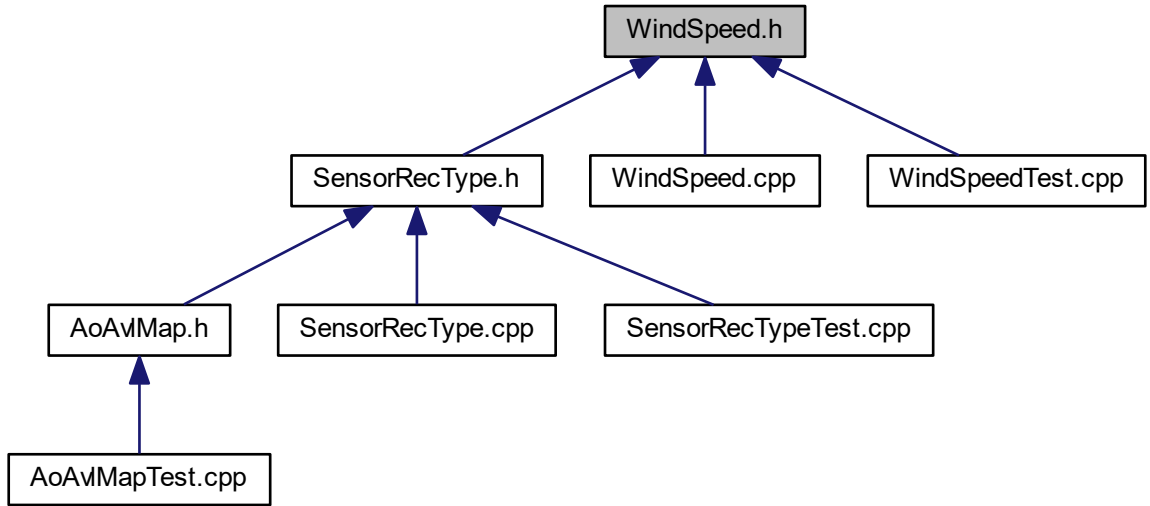 WindSpeed.h
SensorRecType.h
WindSpeed.cpp
WindSpeedTest.cpp
AoAvlMap.h
SensorRecType.cpp
SensorRecTypeTest.cpp
AoAvlMapTest.cpp